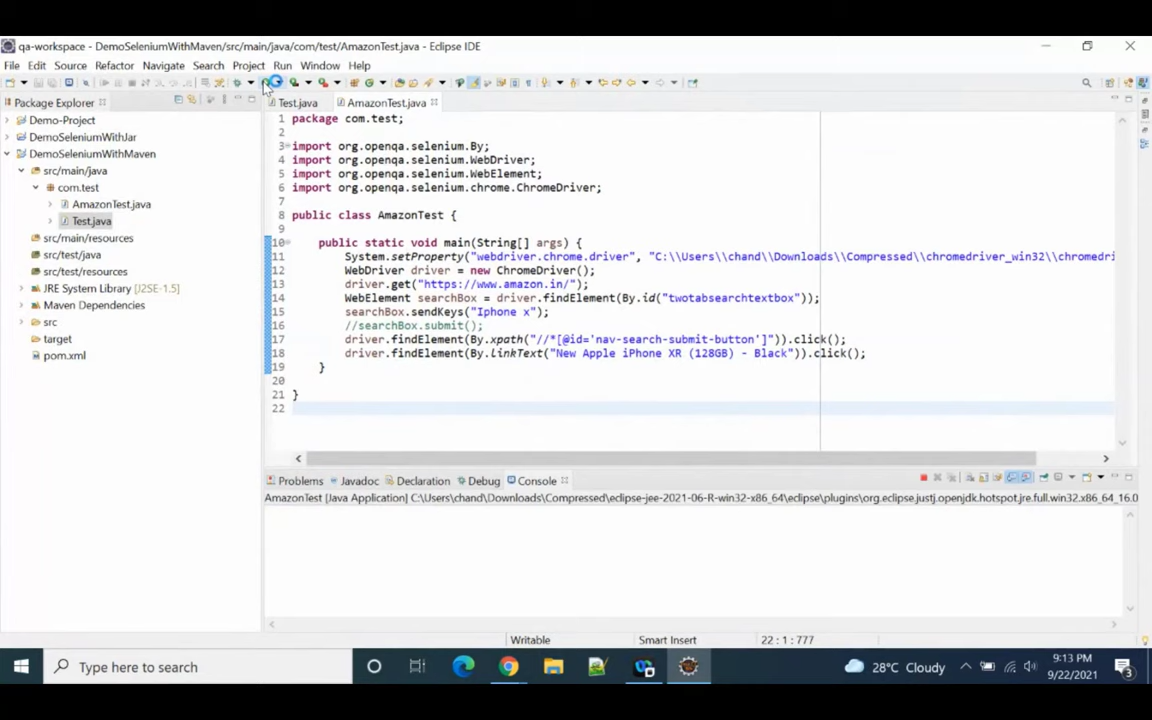 qa-workspace - DemoSeleniumWithMaven/src/main/java/com/test/AmazonTest.java - Eclipse IDE
File Edit Source Refactor Navigate Search Project Run Window Help
Package Explorer
Test.java
AmazonTest.java
Demo-Project
DemoSeleniumWithJar
DemoSeleniumWithMaven
src/main/java
com.test
AmazonTest.java
Test.java
src/main/resources
src/test/java
src/test/resources
JRE System Library [J2SE-1.5]
Maven Dependencies
src
target
pom.xml
1 package com.test;
2
3 import org.openqa.selenium.By;
4 import org.openqa.selenium.WebDriver;
5 import org.openqa.selenium.WebElement;
6 import org.openqa.selenium.chrome.ChromeDriver;
7
8 public class AmazonTest {
9
10 public static void main(String[] args) {
11 System.setProperty("webdriver.chrome.driver", "C:\\Users\\chand\\Downloads\\Compressed\\chromedriver_win32\\chromedri
12 WebDriver driver = new ChromeDriver();
13 driver.get("https://www.amazon.in/");
14 WebElement searchBox = driver.findElement(By.id("twotabsearchtextbox"));
15 searchBox.sendKeys("Iphone x");
16 //searchBox.submit();
17 driver.findElement(By.xpath("//*[@id='nav-search-submit-button']")).click();
18 driver.findElement(By.linkText("New Apple iPhone XR (128GB) - Black")).click();
19 }
20
21 }
22
Problems Javadoc Declaration Debug Console
AmazonTest [Java Application] C:\Users\chand\Downloads\Compressed\eclipse-jee-2021-06-R-win32-x86_64\eclipse\plugins\org.eclipse.justj.openjdk.hotspot.jre.full.win32.x86_64_16.0
Writable Smart Insert 22 : 1 : 777
Type here to search
28°C Cloudy
9:13 PM
9/22/2021
3